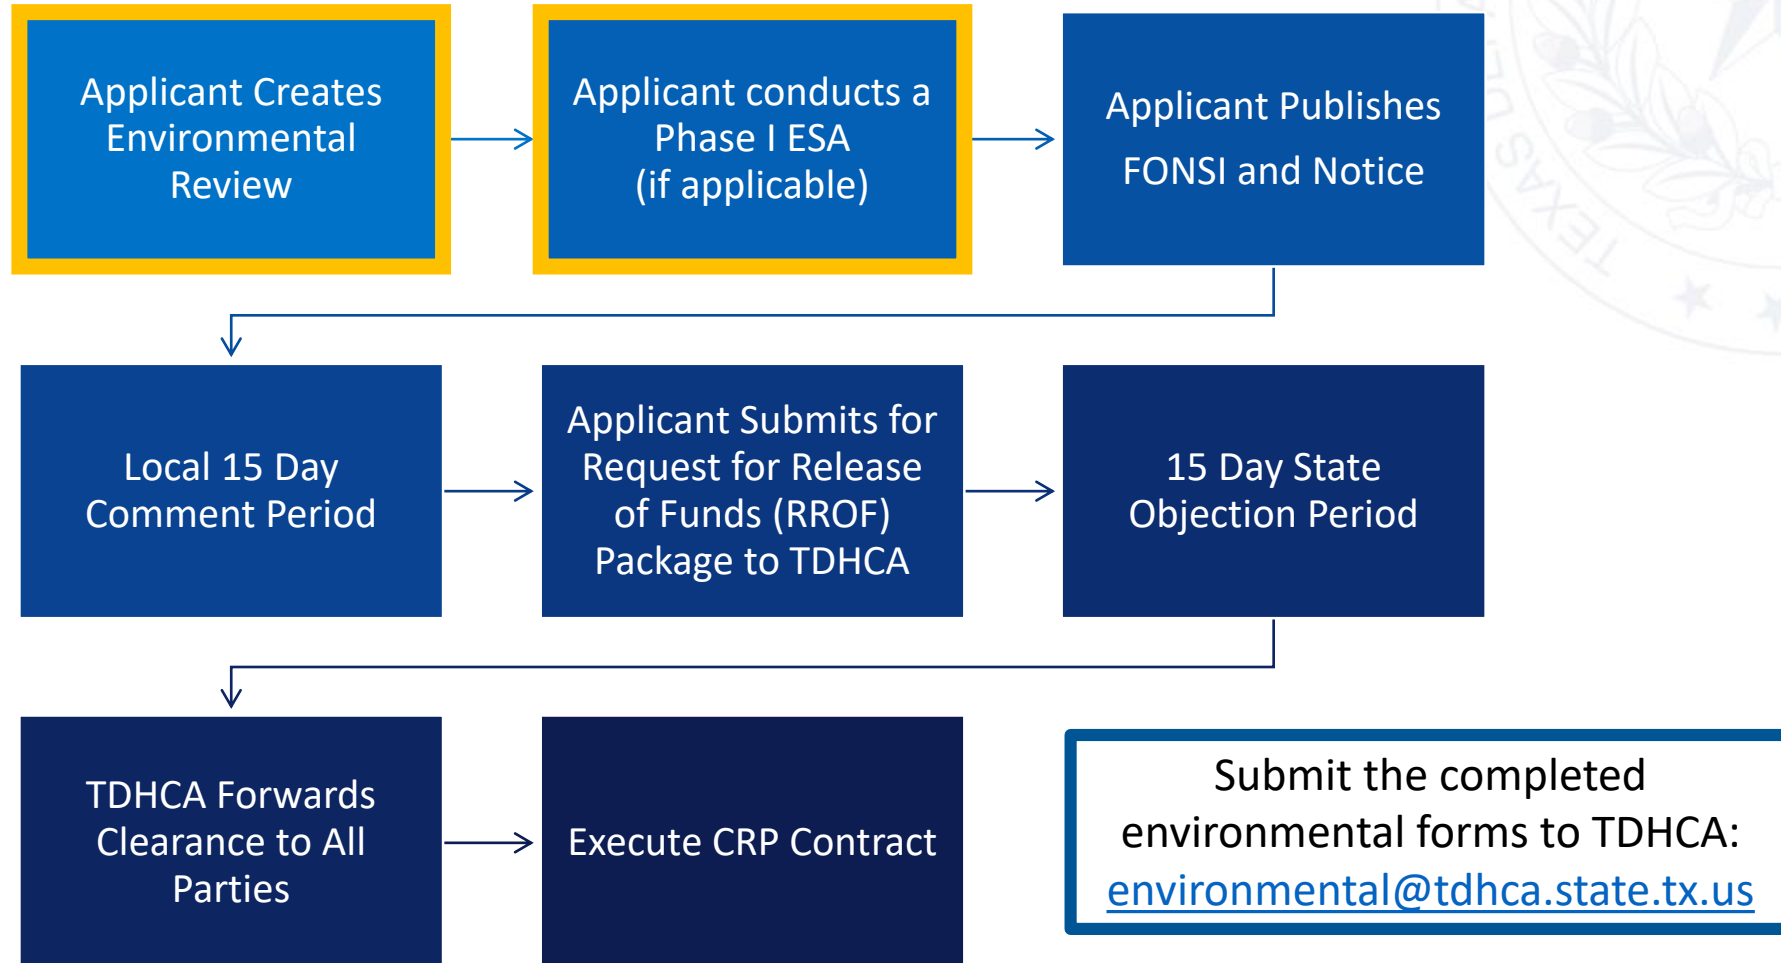 Applicant Creates
Environmental
Review
Applicant conducts a
Phase I ESA
(if applicable)
Applicant Publishes
FONSI and Notice
Local 15 Day
Comment Period
Applicant Submits for
Request for Release
of Funds (RROF)
Package to TDHCA
15 Day State
Objection Period
TDHCA Forwards
Clearance to All
Parties
Execute CRP Contract
Submit the completed
environmental forms to TDHCA:
environmental@tdhca.state.tx.us
TEXAS